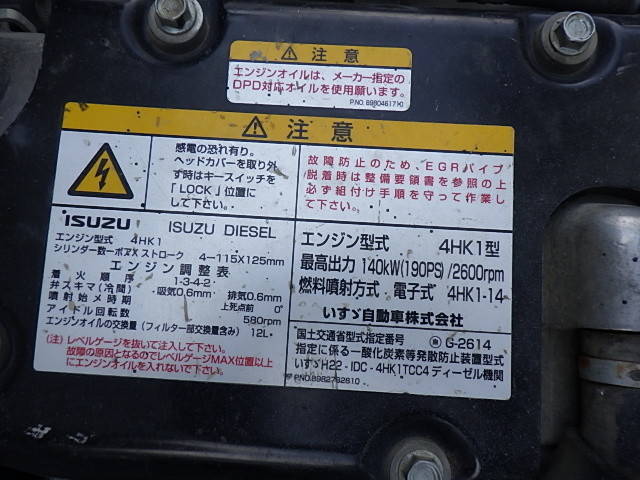 注意
エンジンオイルは、メーカー指定の
DPD対応オイルを使用願います。
P.NO. 898046171
注意
感電の恐れ有り。
ヘッドカバーを取り外
す時はキースイッチを
「LOCK」位置に
して下さい。
故障防止のため、EGRパイプ
脱着時は整備要領書を参照の上
必ず組付け手順を守って作業し
て下さい。
ISUZU ISUZU DIESEL
エンジン型式 4HK1
シリンダ数ーボアX ストローク 4-115X125mm
エンジン調整表
着火順序 1-3-4-2
弁スキマ(冷間) 吸気0.6mm 排気0.6mm
噴射始メ時期 上死点前 0°
アイドル回転数 580rpm
エンジンオイルの交換量(フィルター部交換量含み) 12L
(注)レベルゲージを抜いて注入して下さい。
故障の原因となるのでレベルゲージMAX位置以上
にエンジンオイルを入れないで下さい。
エンジン型式 4HK1型
最高出力 140kW(190PS)/2600rpm
燃料噴射方式 電子式 4HK1-14
いすゞ自動車株式会社
国土交通省型式指定番号 G-2614
指定に係る一酸化炭素等発散防止装置型式
いすゞH22-IDC-4HK1TCC4 ディーゼル機関
P.NO.8982762610